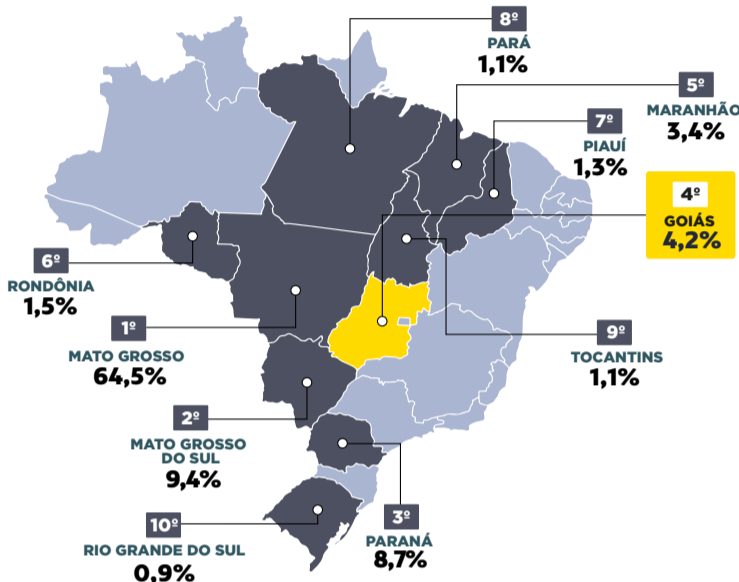 8º
PARÁ
1,1%
5º
MARANHÃO
3,4%
7º
PIAUÍ
1,3%
4º
GOIÁS
4,2%
6º
RONDÔNIA
1,5%
1º
MATO GROSSO
64,5%
9º
TOCANTINS
1,1%
2º
MATO GROSSO
DO SUL
9,4%
10º
RIO GRANDE DO SUL
0,9%
3º
PARANÁ
8,7%